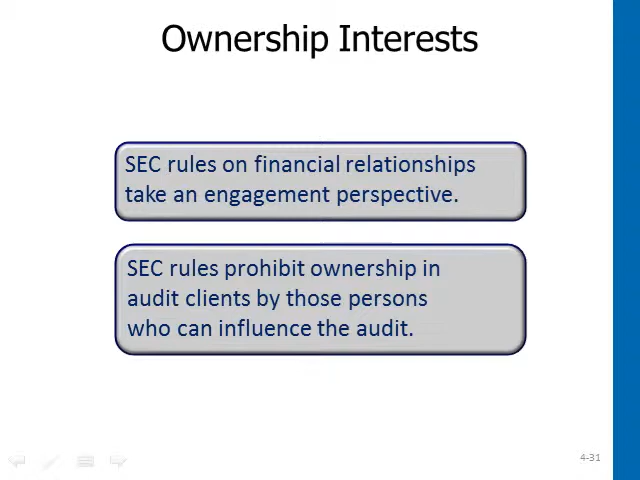 Ownership Interests
SEC rules on financial relationships
take an engagement perspective.
SEC rules prohibit ownership in
audit clients by those persons
who can influence the audit.
4-31